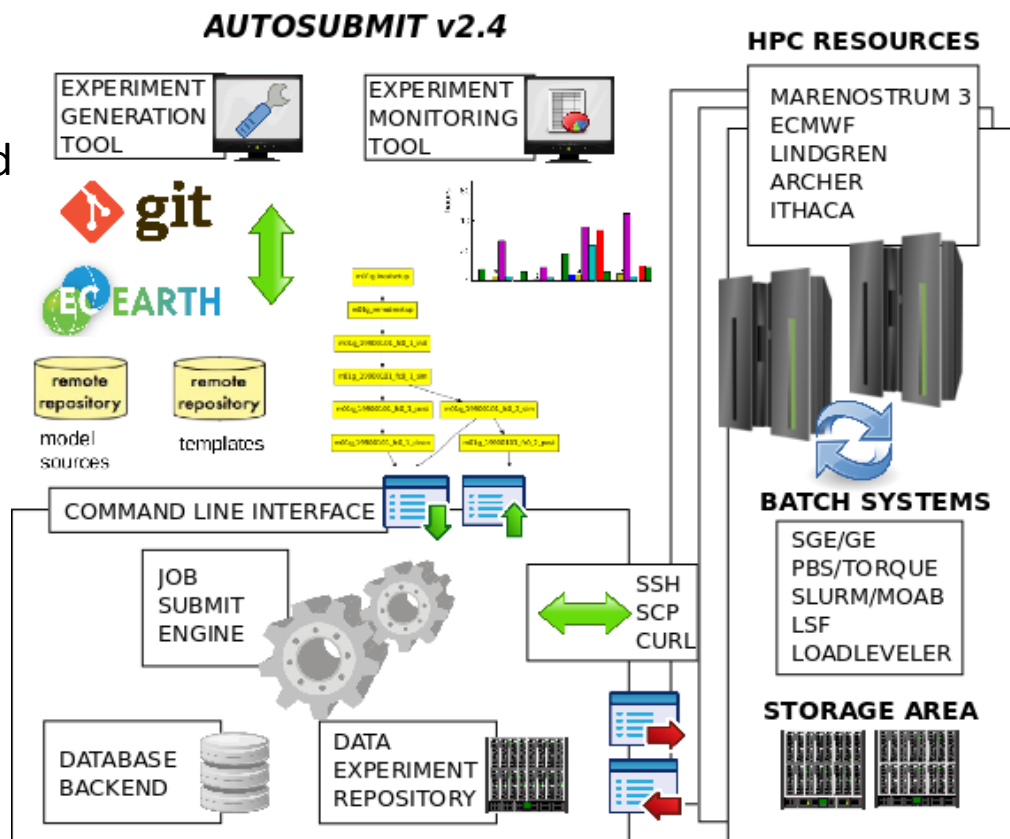 AUTOSUBMIT v2.4
HPC RESOURCES
EXPERIMENT
GENERATION
TOOL
EXPERIMENT
MONITORING
TOOL
MARENOSTRUM 3
ECMWF
LINDGREN
ARCHER
ITHACA
d
git
EC EARTH
remote
repository
model
sources
remote
repository
templates
COMMAND LINE INTERFACE
JOB
SUBMIT
ENGINE
SSH
SCP
CURL
BATCH SYSTEMS
SGE/GE
PBS/TORQUE
SLURM/MOAB
LSF
LOADLEVELER
DATABASE
BACKEND
DATA
EXPERIMENT
REPOSITORY
STORAGE AREA